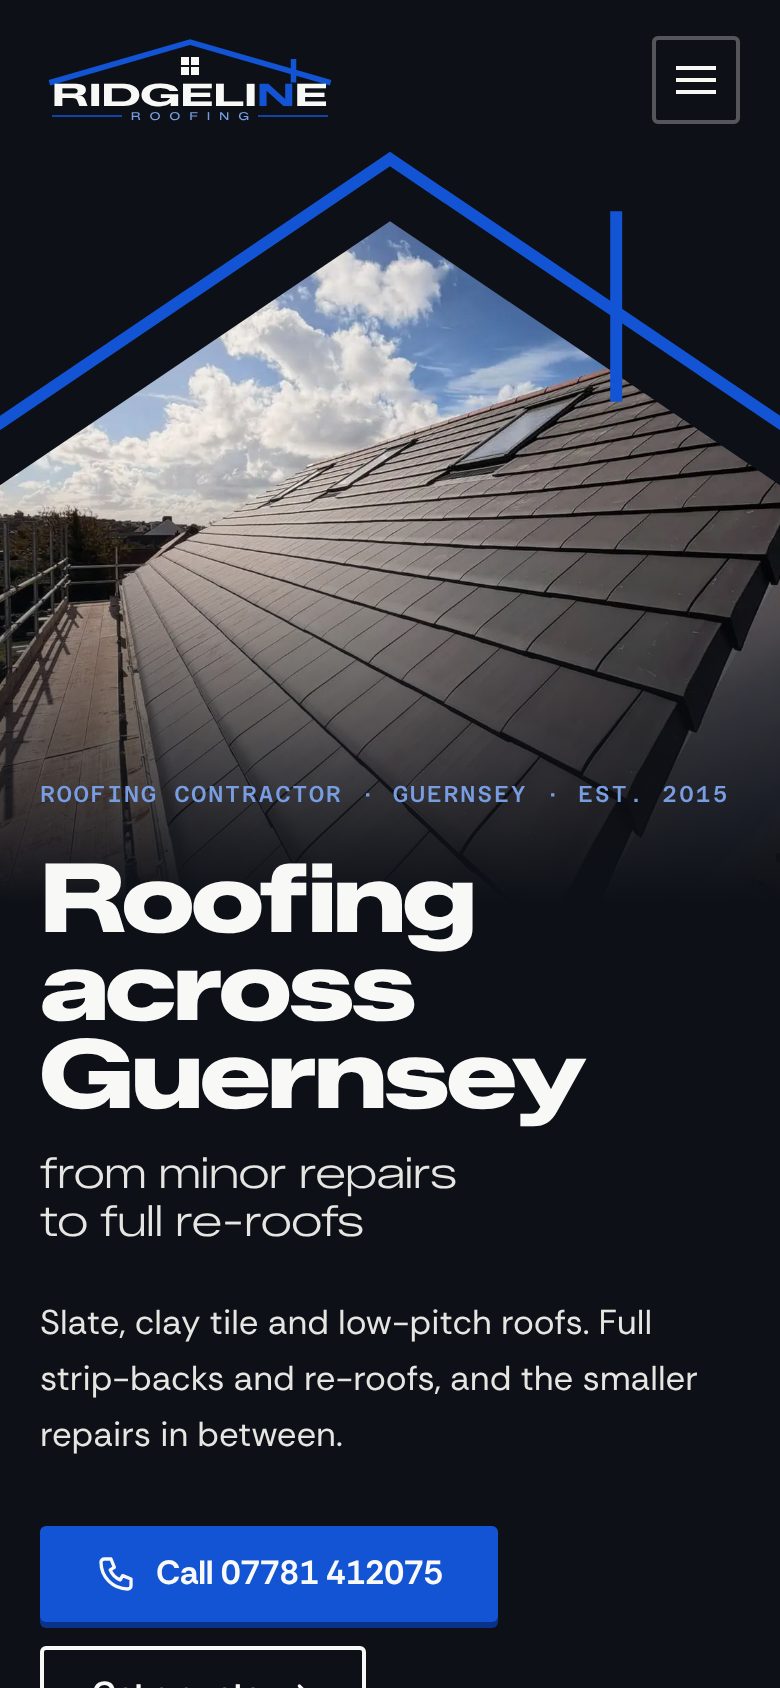 RIDGELINE
ROOFING
ROOFING CONTRACTOR · GUERNSEY · EST. 2015
Roofing
across
Guernsey
from minor repairs
to full re-roofs
Slate, clay tile and low-pitch roofs. Full
strip-backs and re-roofs, and the smaller
repairs in between.
Call 07781 412075